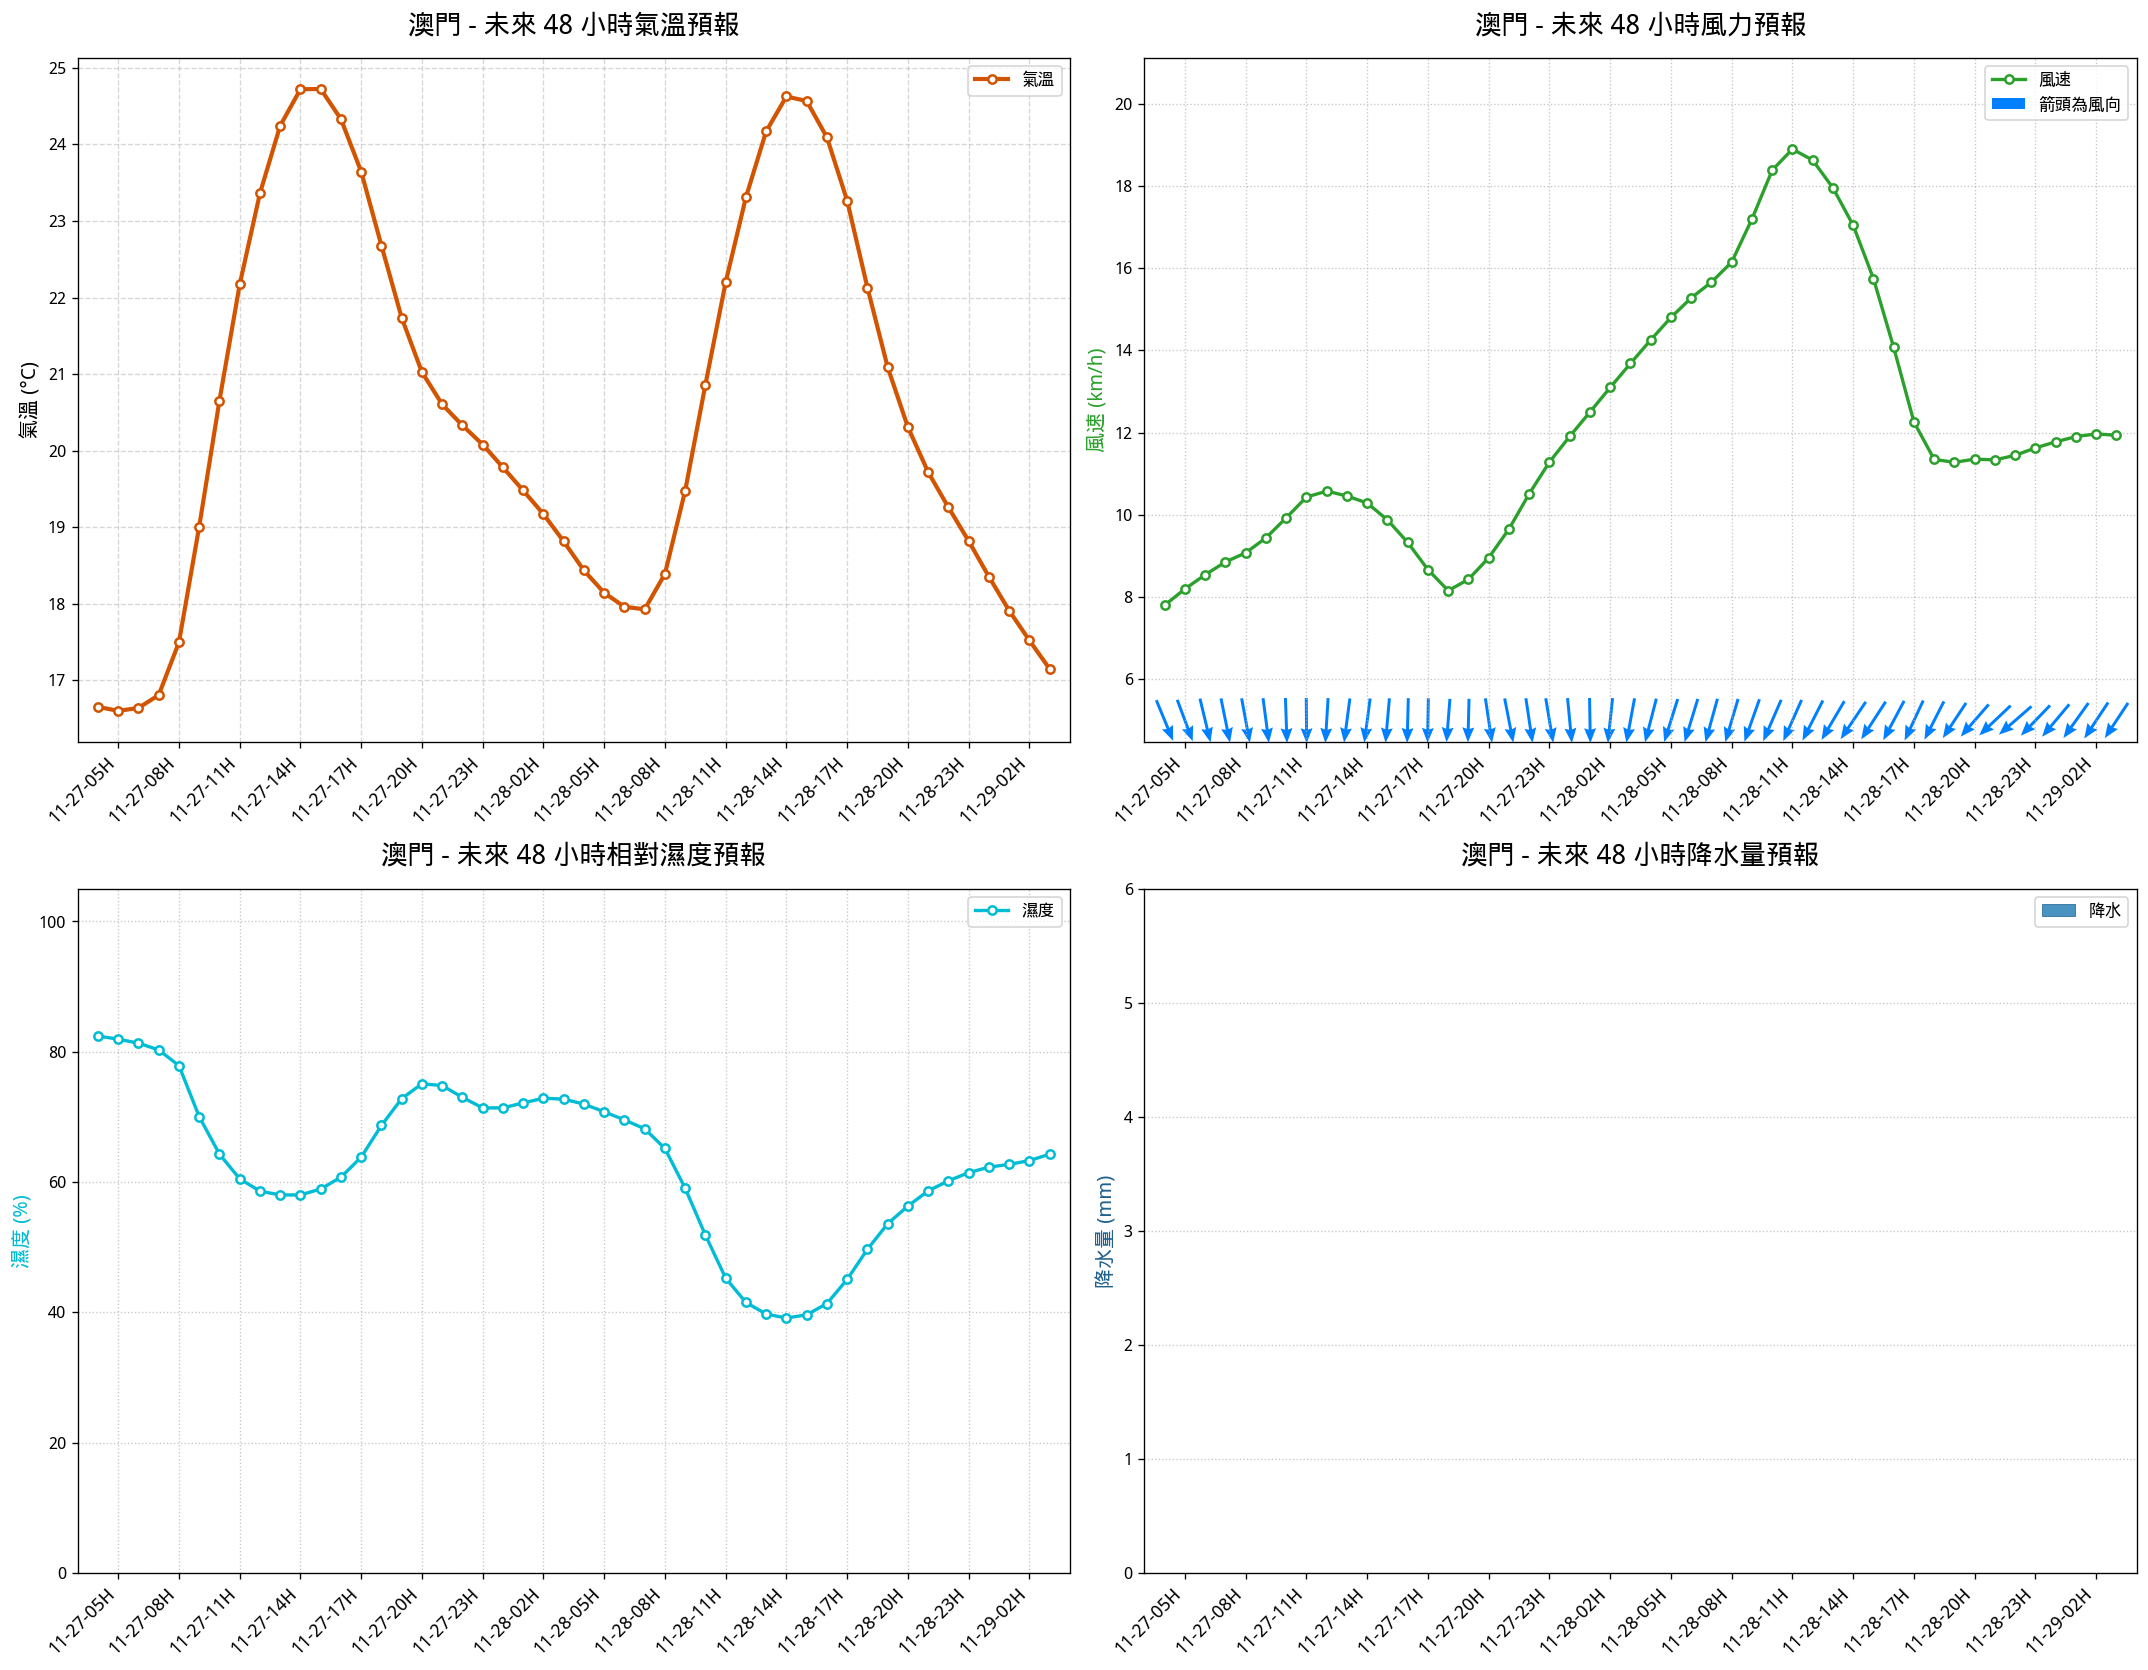 澳門 - 未來 48 小時氣溫預報
氣溫
氣溫 (°C)
25
24
23
22
21
20
19
18
17
11-27-05H
11-27-08H
11-27-11H
11-27-14H
11-27-17H
11-27-20H
11-27-23H
11-28-02H
11-28-05H
11-28-08H
11-28-11H
11-28-14H
11-28-17H
11-28-20H
11-28-23H
11-29-02H
澳門 - 未來 48 小時風力預報
風速
箭頭為風向
風速 (km/h)
20
18
16
14
12
10
8
6
11-27-05H
11-27-08H
11-27-11H
11-27-14H
11-27-17H
11-27-20H
11-27-23H
11-28-02H
11-28-05H
11-28-08H
11-28-11H
11-28-14H
11-28-17H
11-28-20H
11-28-23H
11-29-02H
澳門 - 未來 48 小時相對濕度預報
濕度
濕度 (%)
100
80
60
40
20
0
11-27-05H
11-27-08H
11-27-11H
11-27-14H
11-27-17H
11-27-20H
11-27-23H
11-28-02H
11-28-05H
11-28-08H
11-28-11H
11-28-14H
11-28-17H
11-28-20H
11-28-23H
11-29-02H
澳門 - 未來 48 小時降水量預報
降水
降水量 (mm)
6
5
4
3
2
1
0
11-27-05H
11-27-08H
11-27-11H
11-27-14H
11-27-17H
11-27-20H
11-27-23H
11-28-02H
11-28-05H
11-28-08H
11-28-11H
11-28-14H
11-28-17H
11-28-20H
11-28-23H
11-29-02H